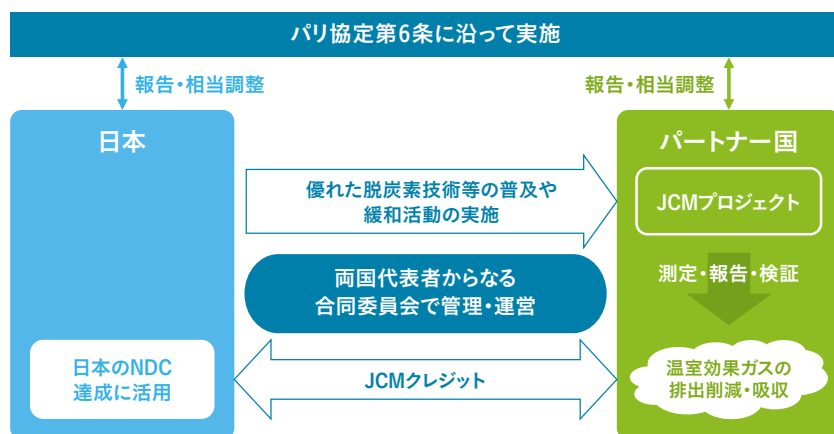 パリ協定第6条に沿って実施
報告・相当調整
報告・相当調整
日本
パートナー国
優れた脱炭素技術等の普及や
緩和活動の実施
JCMプロジェクト
測定・報告・検証
両国代表者からなる
合同委員会で管理・運営
日本のNDC
達成に活用
JCMクレジット
温室効果ガスの
排出削減・吸収